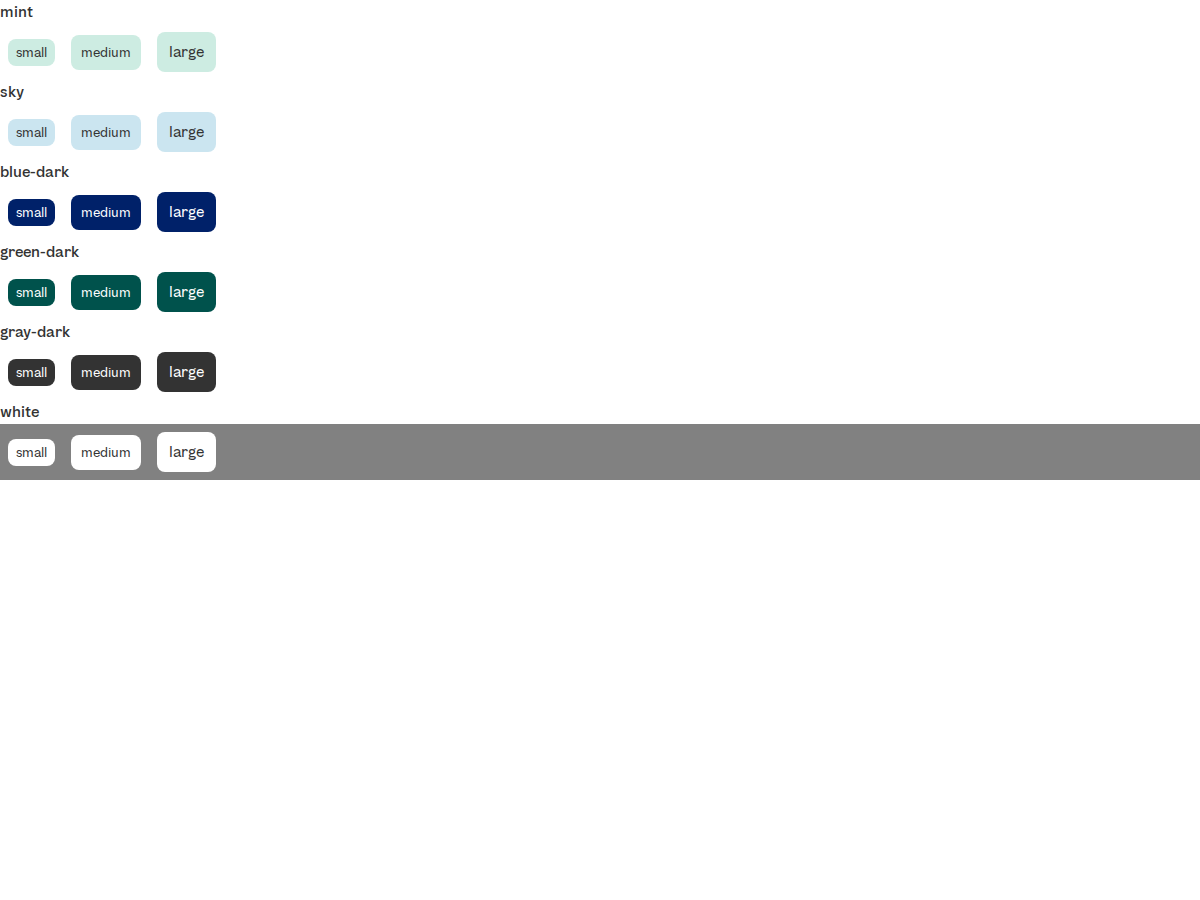 mint
small medium large
sky
small medium large
blue-dark
small medium large
green-dark
small medium large
gray-dark
small medium large
white
small medium large